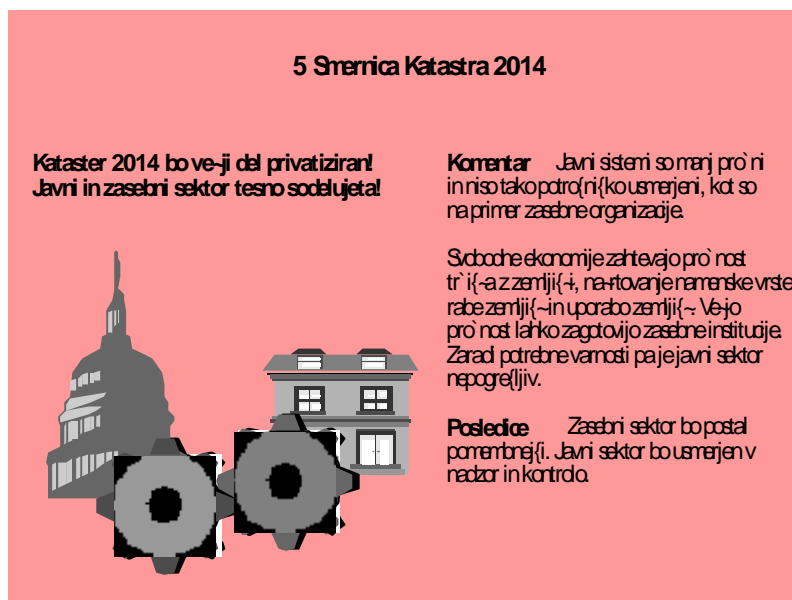 5 Smernica Katastra 2014
Kataster 2014 bo ve~ji del privatiziran!
Javni in zasebni sektor tesno sodelujeta!
Komentar Javni sistemi so manj pro`ni
in niso tako potro{ni{ko usmerjeni, kot so
na primer zasebne organizacije.
Svobodne ekonomije zahtevajo pro`nost
tr`i{~a z zemlji{~i, na~rtovanje namenske vrste
rabe zemlji{~ in uporabo zemlji{~. Ve~jo
pro`nost lahko zagotovijo zasebne institucije.
Zaradi potrebne varnosti pa je javni sektor
nepogre{ljiv.
Posledice Zasebni sektor bo postal
pomembnej{i. Javni sektor bo usmerjen v
nadzor in kontrolo.